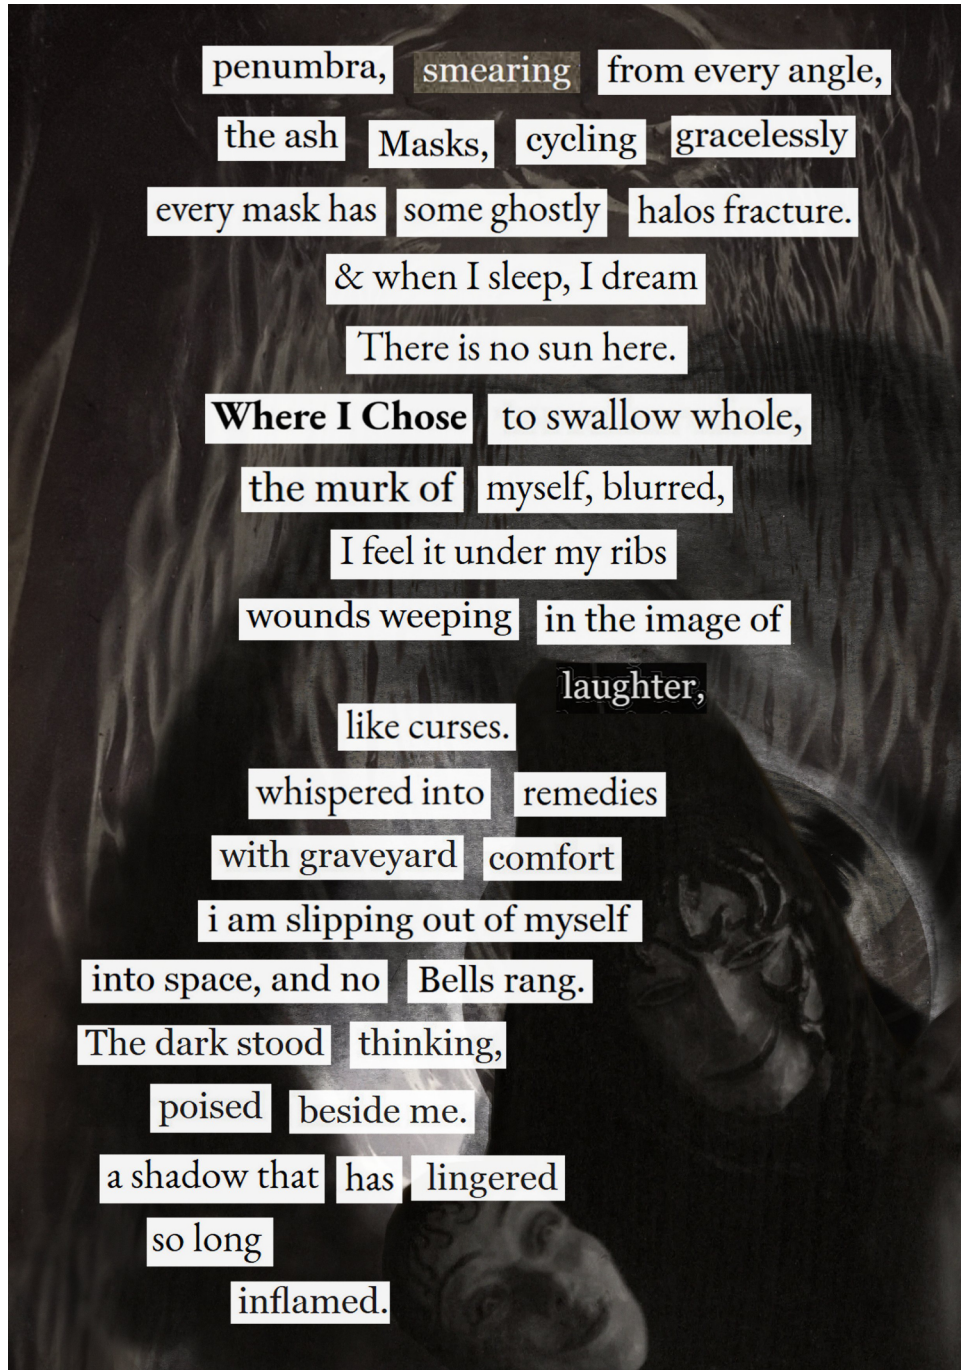 penumbra, smearing from every angle,
the ash Masks, cycling gracelessly
every mask has some ghostly halos fracture.
& when I sleep, I dream
There is no sun here.
Where I Chose to swallow whole,
the murk of myself, blurred,
I feel it under my ribs
wounds weeping in the image of
laughter,
like curses.
whispered into remedies
with graveyard comfort
i am slipping out of myself
into space, and no Bells rang.
The dark stood thinking,
poised beside me.
a shadow that has lingered
so long
inflamed.